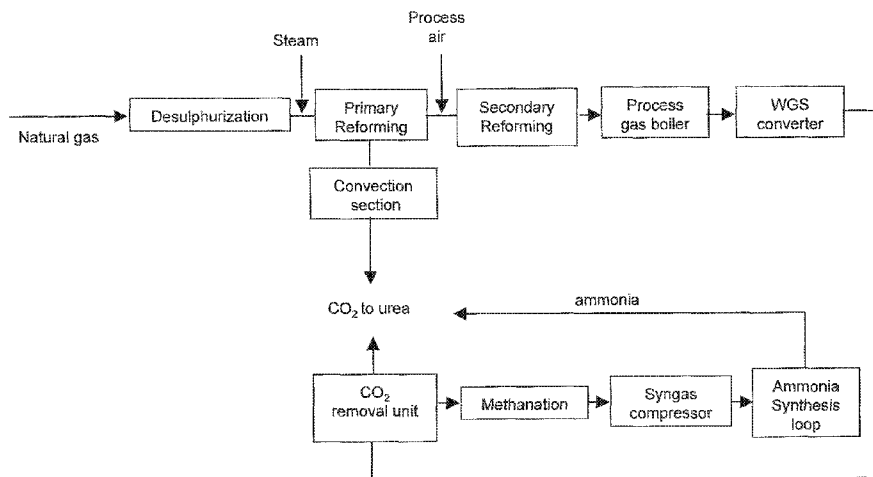 Process
air
Steam
Natural gas
Desulphurization
Primary
Reforming
Secondary
Reforming
Process
gas boiler
WGS
converter
Convection
section
CO₂ to urea
ammonia
CO₂
removal unit
Methanation
Syngas
compressor
Ammonia
Synthesis
loop